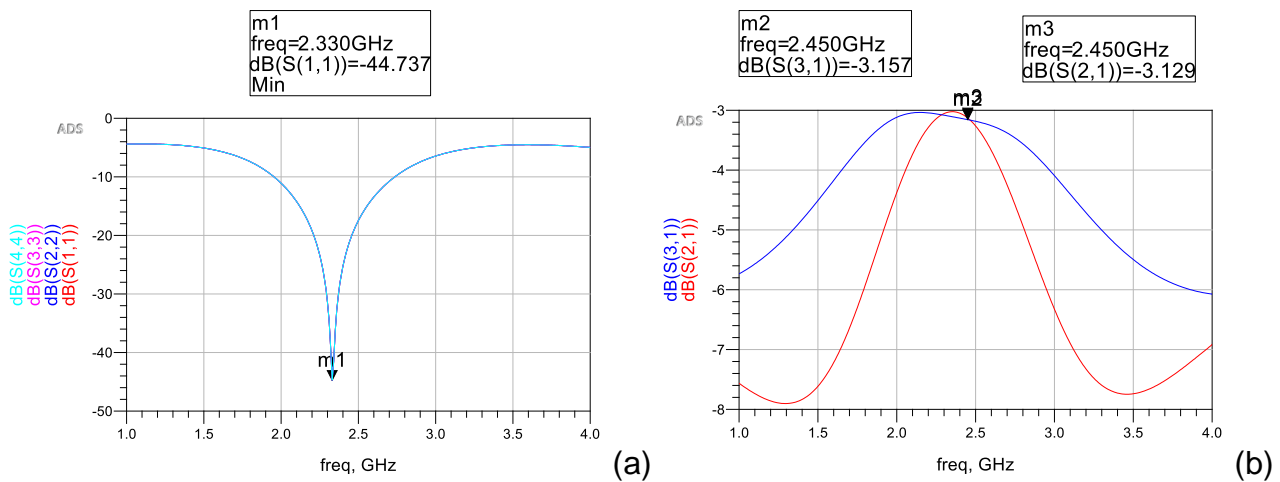 m1
freq=2.330GHz
dB(S(1,1))=-44.737
Min
m2
freq=2.450GHz
dB(S(3,1))=-3.157
m3
freq=2.450GHz
dB(S(2,1))=-3.129
ADS
0
-10
-20
-30
-40
-50
m1
1.0 1.5 2.0 2.5 3.0 3.5 4.0
freq, GHz
dB(S(4,4))
dB(S(3,3))
dB(S(2,2))
dB(S(1,1))
(a)
ADS
m3
m2
-3
-4
-5
-6
-7
-8
1.0 1.5 2.0 2.5 3.0 3.5 4.0
freq, GHz
dB(S(3,1))
dB(S(2,1))
(b)